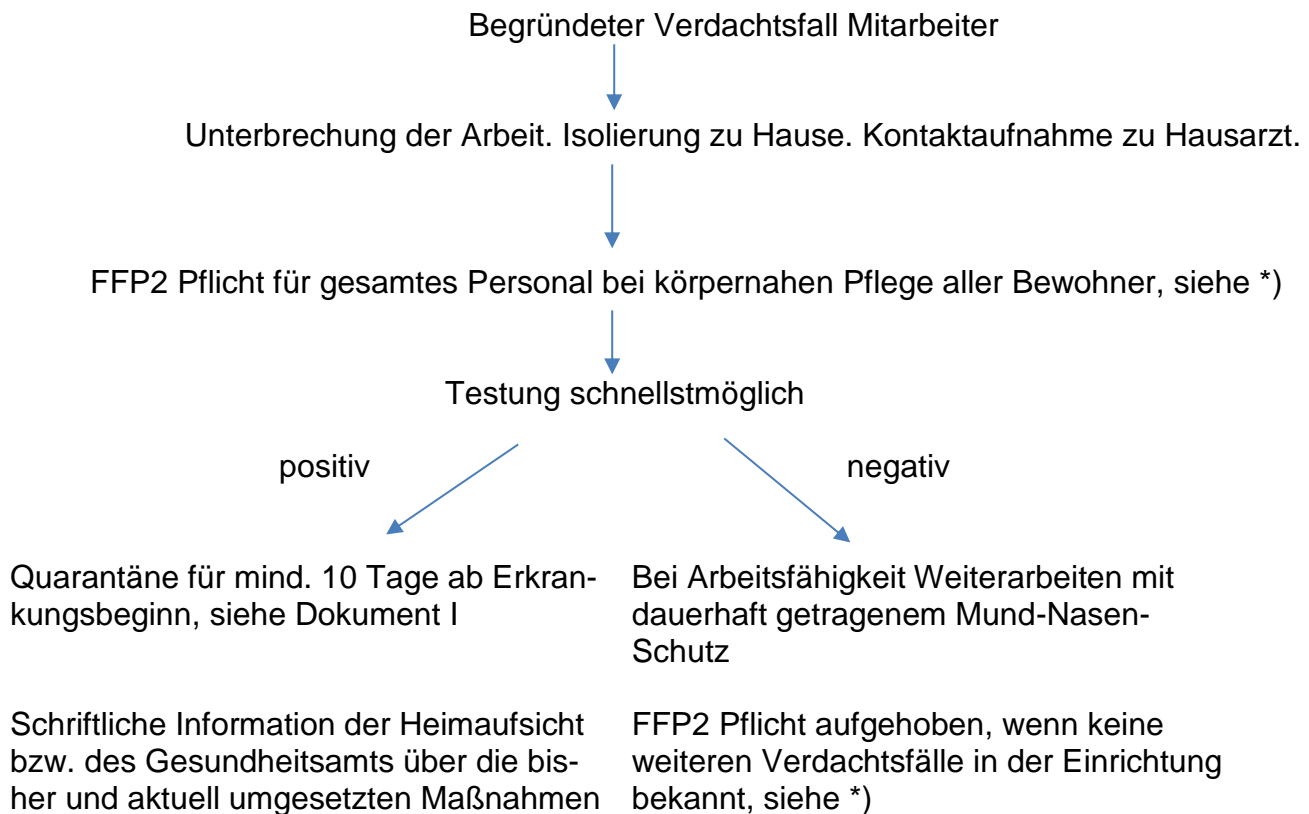 Begründeter Verdachtsfall Mitarbeiter
Unterbrechung der Arbeit. Isolierung zu Hause. Kontaktaufnahme zu Hausarzt.
FFP2 Pflicht für gesamtes Personal bei körpernahen Pflege aller Bewohner, siehe *)
Testung schnellstmöglich
positiv
negativ
Quarantäne für mind. 10 Tage ab Erkran-
kungsbeginn, siehe Dokument I
Schriftliche Information der Heimaufsicht
bzw. des Gesundheitsamts über die bis-
her und aktuell umgesetzten Maßnahmen
Bei Arbeitsfähigkeit Weiterarbeiten mit
dauerhaft getragenem Mund-Nasen-
Schutz
FFP2 Pflicht aufgehoben, wenn keine
weiteren Verdachtsfälle in der Einrichtung
bekannt, siehe *)